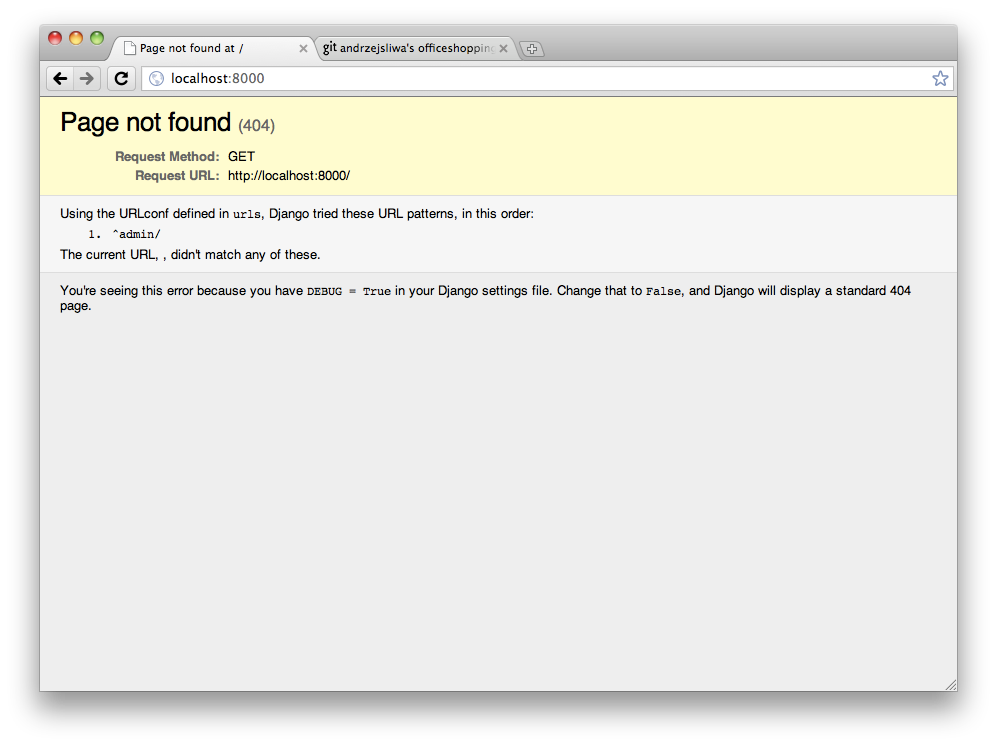 Page not found at /
git andrzejsliwa's officeshopping
localhost:8000
Page not found (404)
Request Method: GET
Request URL: http://localhost:8000/
Using the URLconf defined in urls, Django tried these URL patterns, in this order:
1. ^admin/
The current URL, , didn't match any of these.
You're seeing this error because you have DEBUG = True in your Django settings file. Change that to False, and Django will display a standard 404
page.